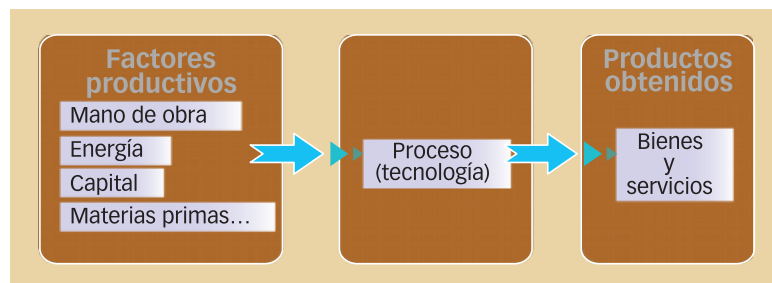 Factores
productivos
Mano de obra
Energía
Capital
Materias primas...
Proceso
(tecnología)
Productos
obtenidos
Bienes
y
servicios